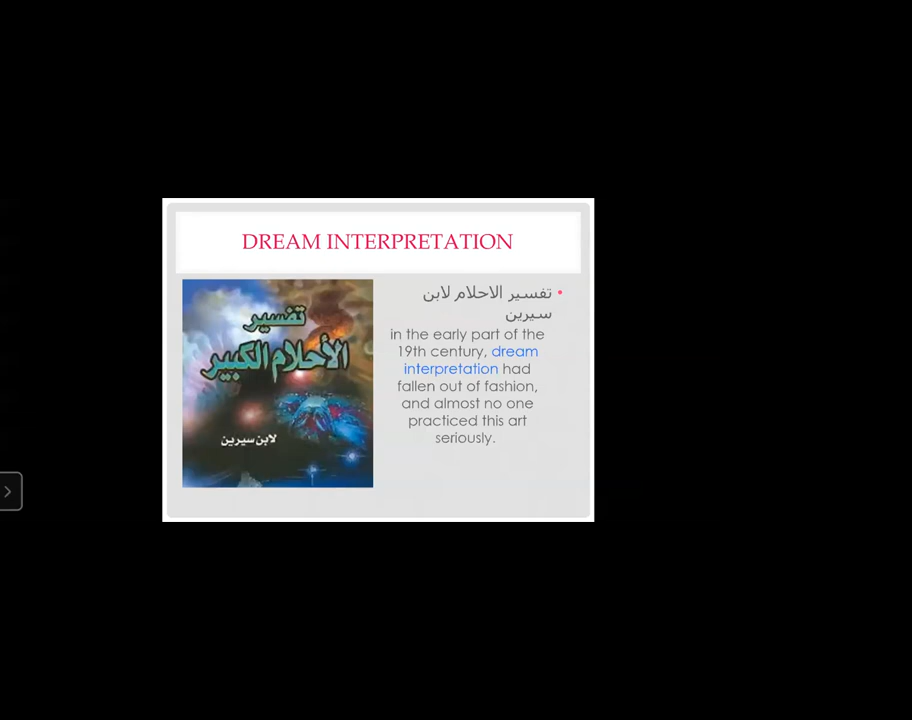 DREAM INTERPRETATION
تفسير
الأحلام الكبير
لابن سيرين
• تفسير الاحلام لابن
سيرين
in the early part of the
19th century, dream
interpretation had
fallen out of fashion,
and almost no one
practiced this art
seriously.